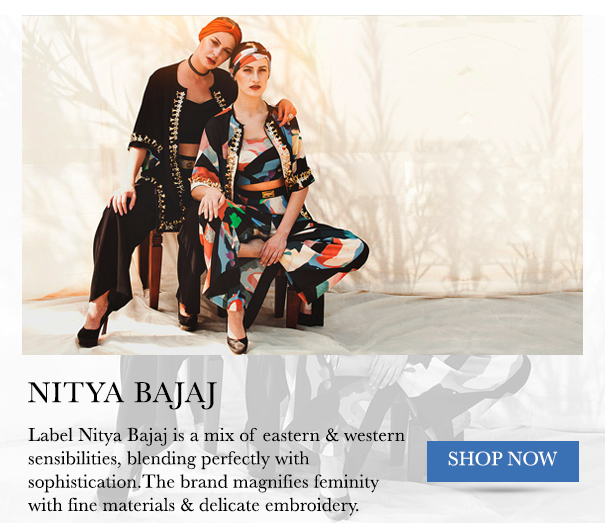 NITYA BAJAJ
Label Nitya Bajaj is a mix of eastern & western
sensibilities, blending perfectly with
sophistication.The brand magnifies feminity
with fine materials & delicate embroidery.
SHOP NOW